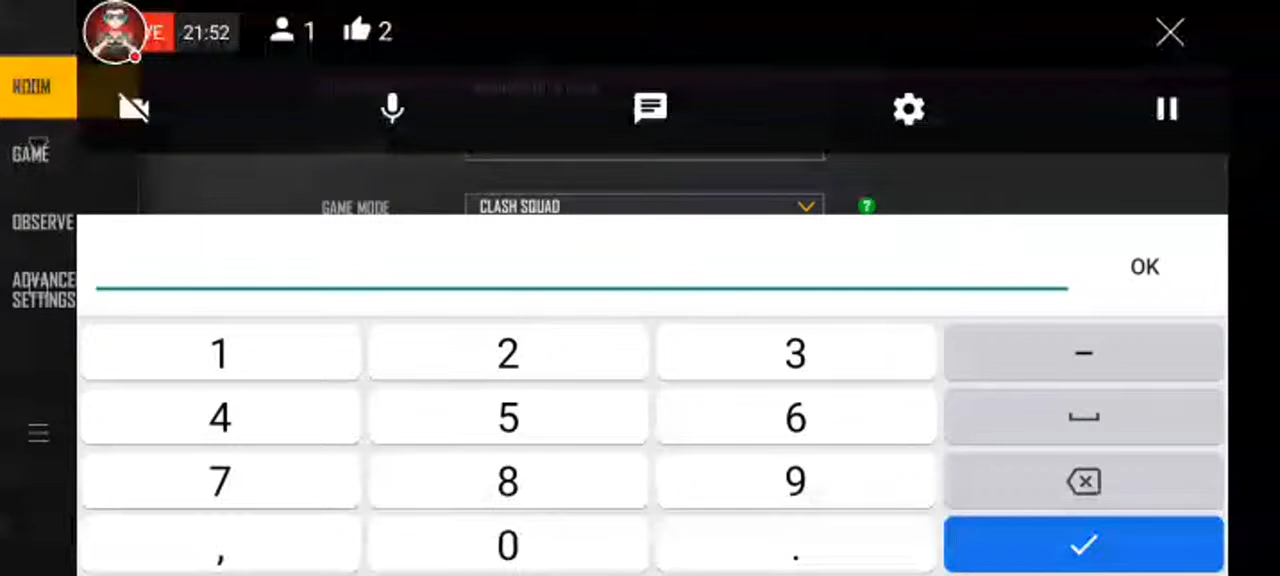 VE 21:52 1 2
ROOM
GAME
GAME MODE CLASH SQUAD ?
OBSERVE
ADVANCE
SETTINGS
OK
1 2 3 -
4 5 6
7 8 9
, 0 .